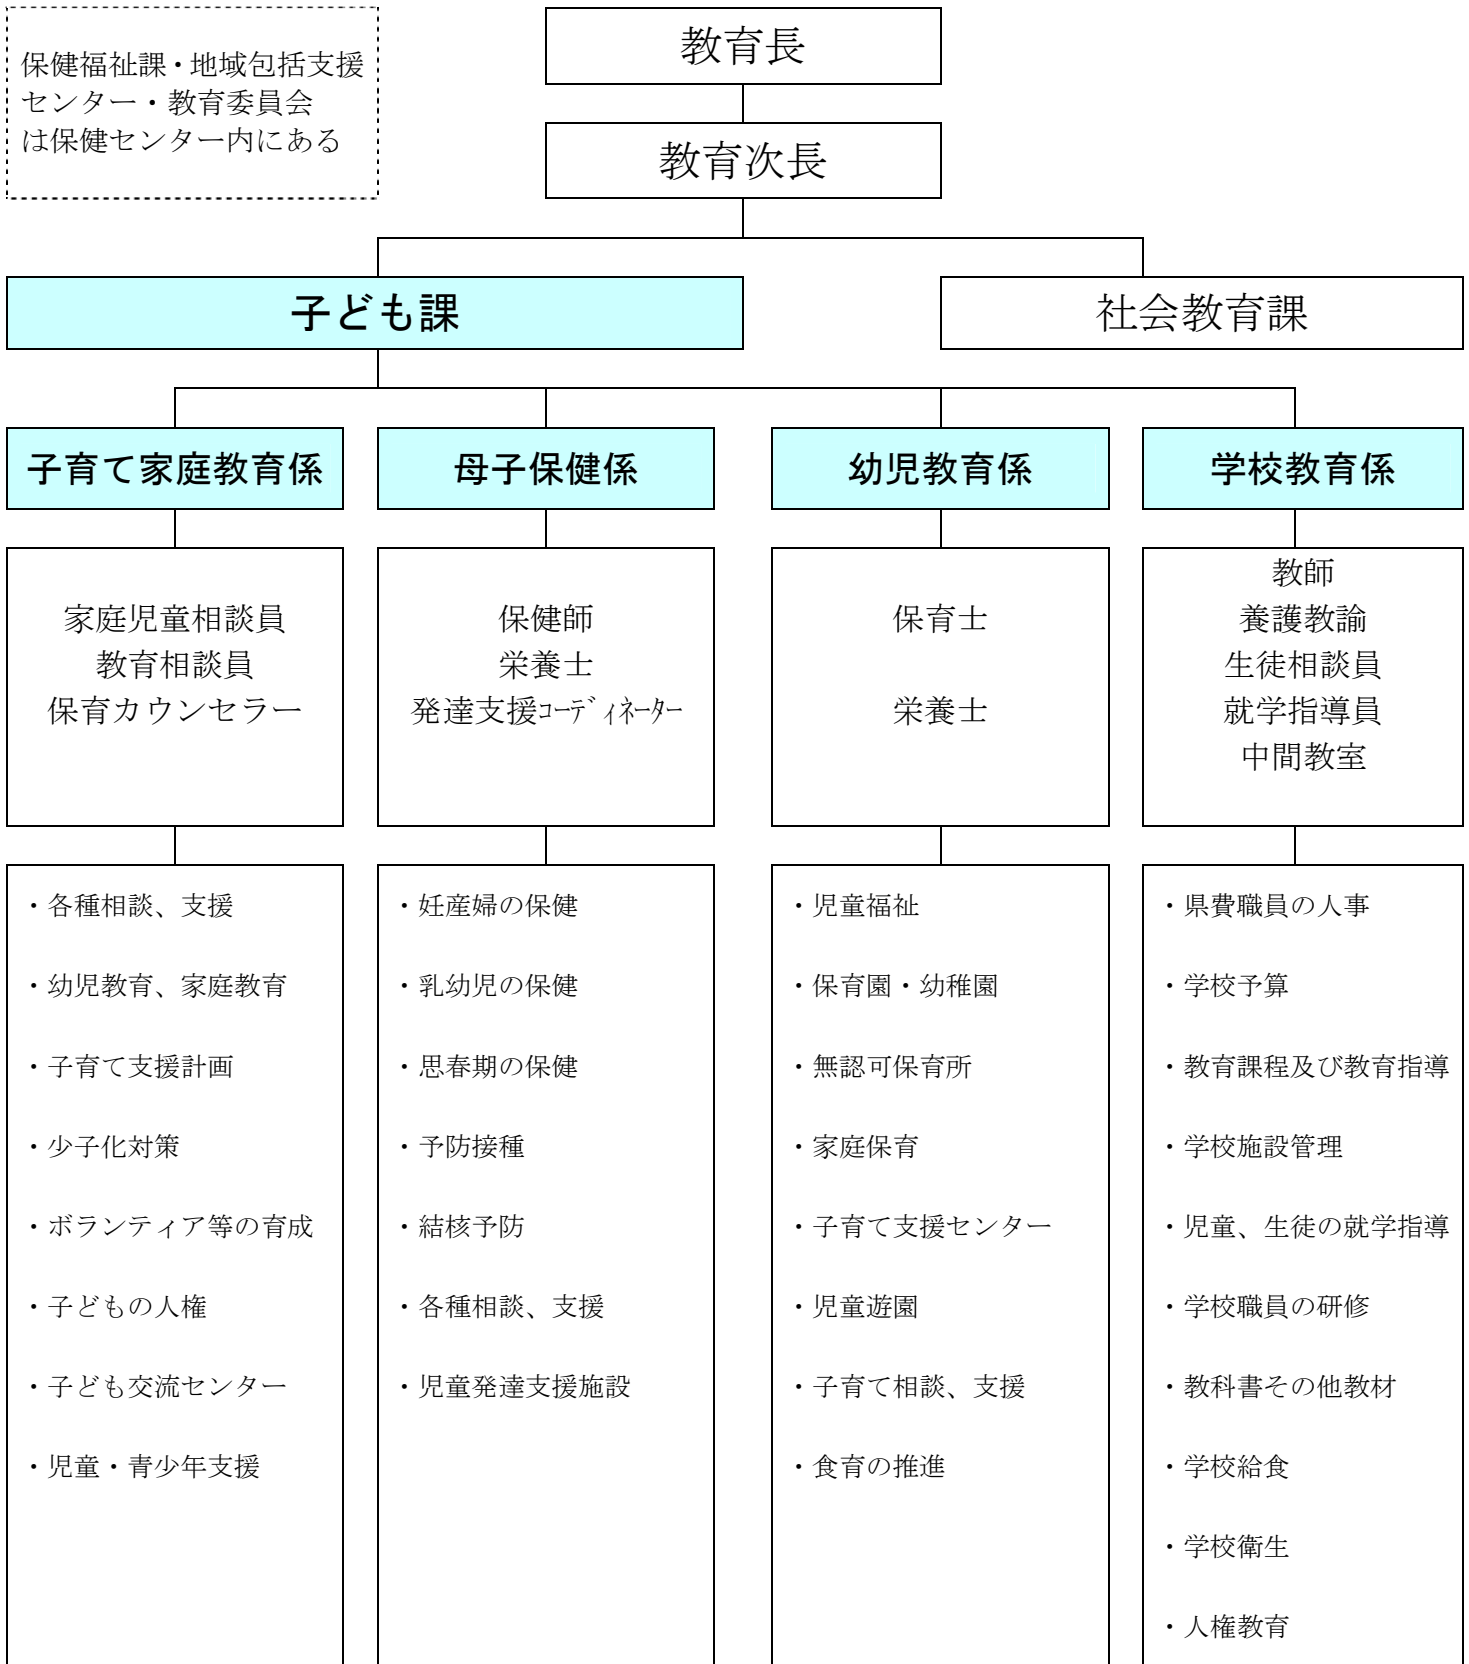 保健福祉課・地域包括支援
センター・教育委員会
は保健センター内にある
教育長
教育次長
子ども課
社会教育課
子育て家庭教育係
母子保健係
幼児教育係
学校教育係
家庭児童相談員
教育相談員
保育カウンセラー
保健師
栄養士
発達支援ｺｰﾃﾞｨﾈｰﾀｰ
保育士
栄養士
教師
養護教諭
生徒相談員
就学指導員
中間教室
・各種相談、支援
・幼児教育、家庭教育
・子育て支援計画
・少子化対策
・ボランティア等の育成
・子どもの人権
・子ども交流センター
・児童・青少年支援
・妊産婦の保健
・乳幼児の保健
・思春期の保健
・予防接種
・結核予防
・各種相談、支援
・児童発達支援施設
・児童福祉
・保育園・幼稚園
・無認可保育所
・家庭保育
・子育て支援センター
・児童遊園
・子育て相談、支援
・食育の推進
・県費職員の人事
・学校予算
・教育課程及び教育指導
・学校施設管理
・児童、生徒の就学指導
・学校職員の研修
・教科書その他教材
・学校給食
・学校衛生
・人権教育